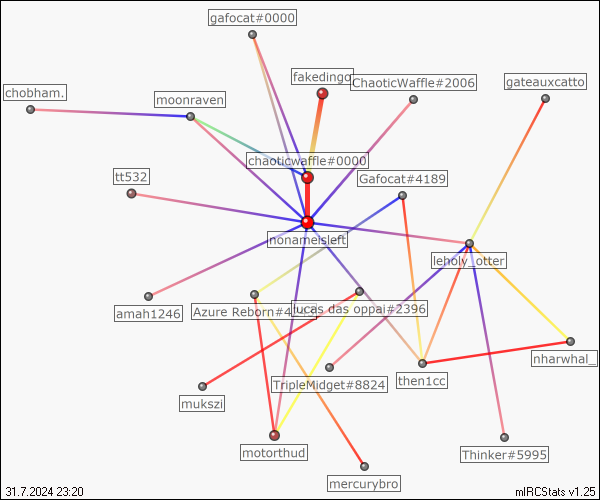 gafocat#0000
fakedingo
ChaoticWaffle#2006
gateauxcatto
chobham.
moonraven
chaoticwaffle#0000
tt532
Gafocat#4189
nonameisleft
leholy_otter
amah1246
Azure Reborn#4
lucas das oppai#2396
nharwhal_
TripleMidget#8824
then1cc
mukszi
motorthud
Thinker#5995
mercurybro
31.7.2024 23:20
mIRCStats v1.25